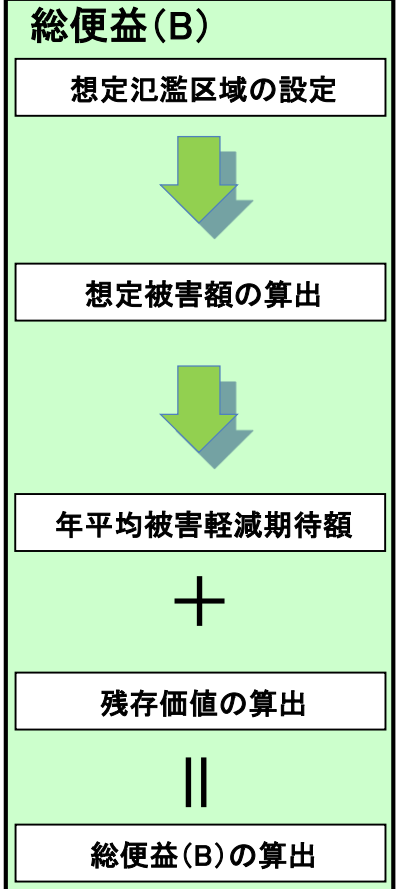 総便益(B)
想定氾濫区域の設定
想定被害額の算出
年平均被害軽減期待額
＋
残存価値の算出
||
総便益(B)の算出